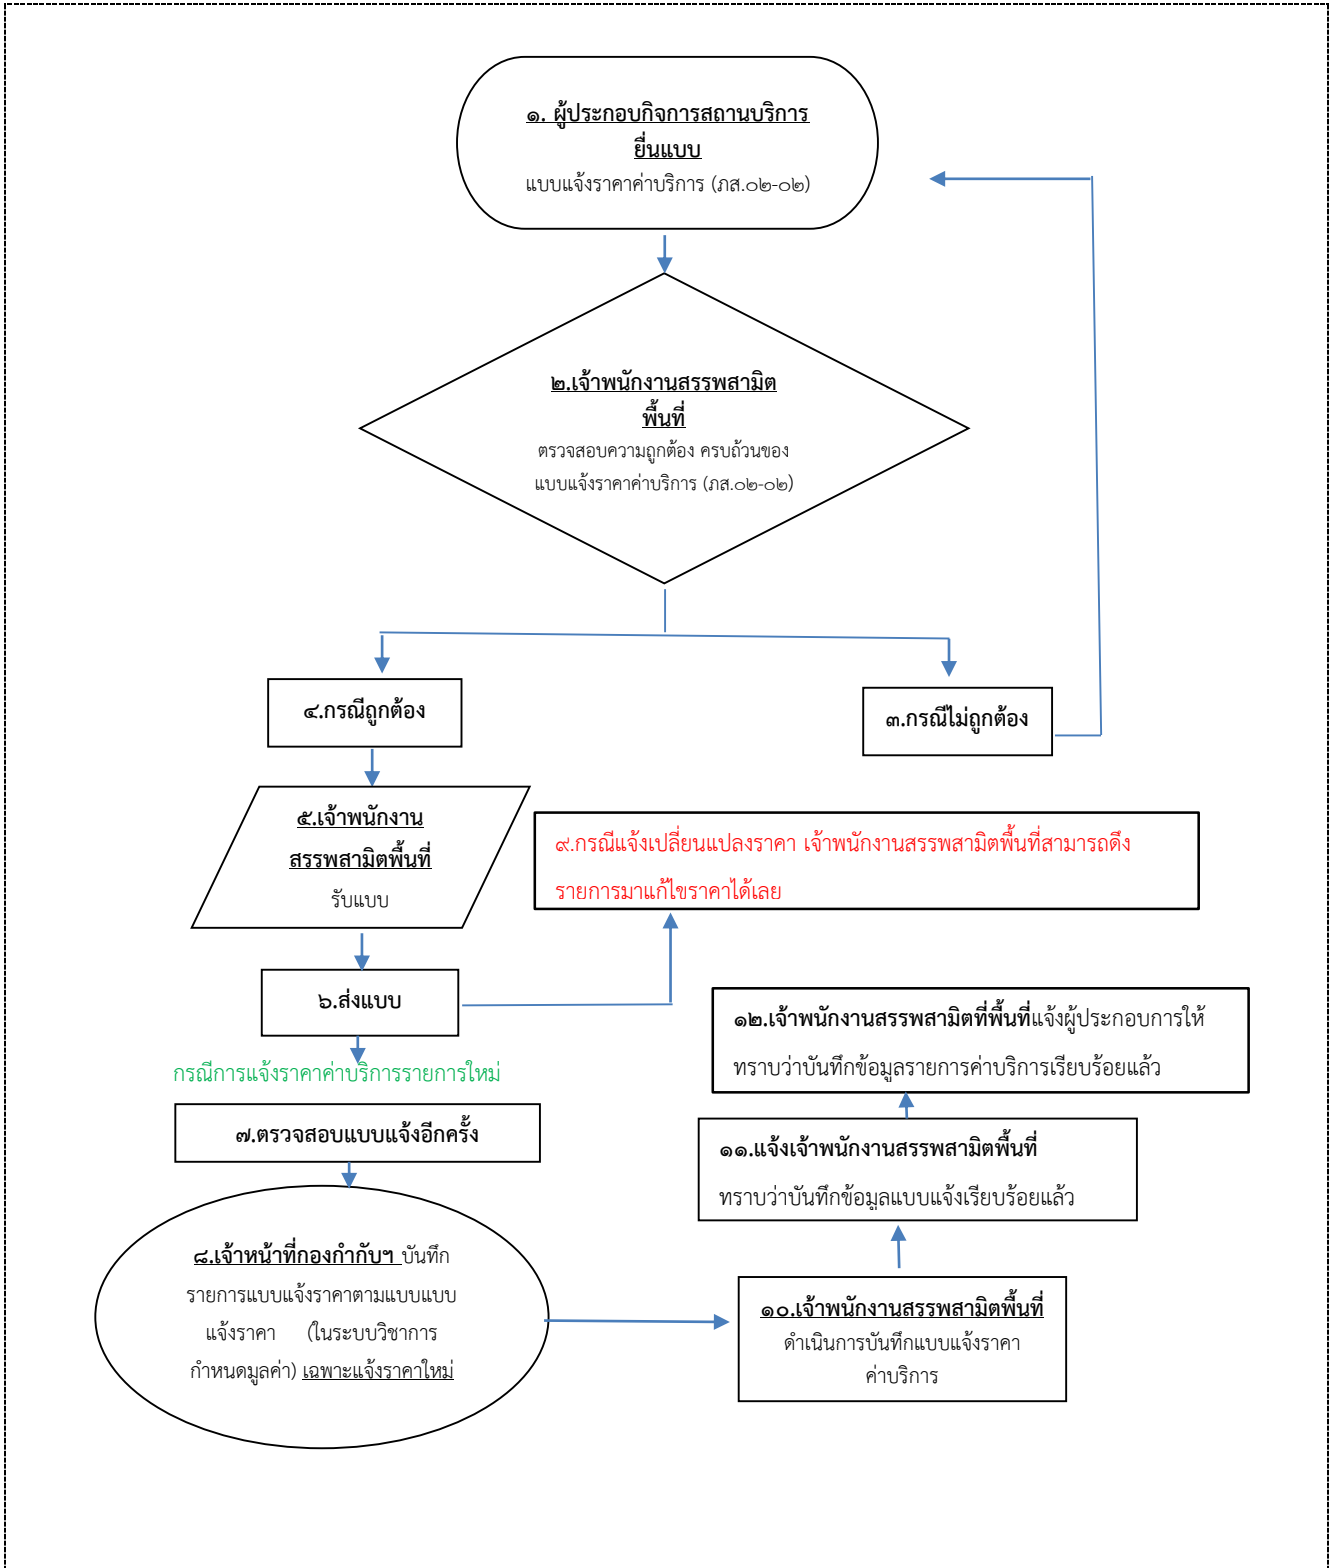 ๑. ผู้ประกอบกิจการสถานบริการ
ยื่นแบบ
แบบแจ้งราคาค่าบริการ (ภส.๐๒-๐๒)
๒.เจ้าพนักงานสรรพสามิต
พื้นที่
ตรวจสอบความถูกต้อง ครบถ้วนของ
แบบแจ้งราคาค่าบริการ (ภส.๐๒-๐๒)
๔.กรณีถูกต้อง
๓.กรณีไม่ถูกต้อง
๕.เจ้าพนักงาน
สรรพสามิตพื้นที่
รับแบบ
๙.กรณีแจ้งเปลี่ยนแปลงราคา เจ้าพนักงานสรรพสามิตพื้นที่สามารถดึง
รายการมาแก้ไขราคาได้เลย
๖.ส่งแบบ
กรณีการแจ้งราคาค่าบริการรายการใหม่
๗.ตรวจสอบแบบแจ้งอีกครั้ง
๘.เจ้าหน้าที่กองกำกับฯ บันทึก
รายการแบบแจ้งราคาตามแบบแบบ
แจ้งราคา (ในระบบวิชาการ
กำหนดมูลค่า) เฉพาะแจ้งราคาใหม่
๑๒.เจ้าพนักงานสรรพสามิตที่พื้นที่แจ้งผู้ประกอบการให้
ทราบว่าบันทึกข้อมูลรายการค่าบริการเรียบร้อยแล้ว
๑๑.แจ้งเจ้าพนักงานสรรพสามิตพื้นที่
ทราบว่าบันทึกข้อมูลแบบแจ้งเรียบร้อยแล้ว
๑๐.เจ้าพนักงานสรรพสามิตพื้นที่
ดำเนินการบันทึกแบบแจ้งราคา
ค่าบริการ